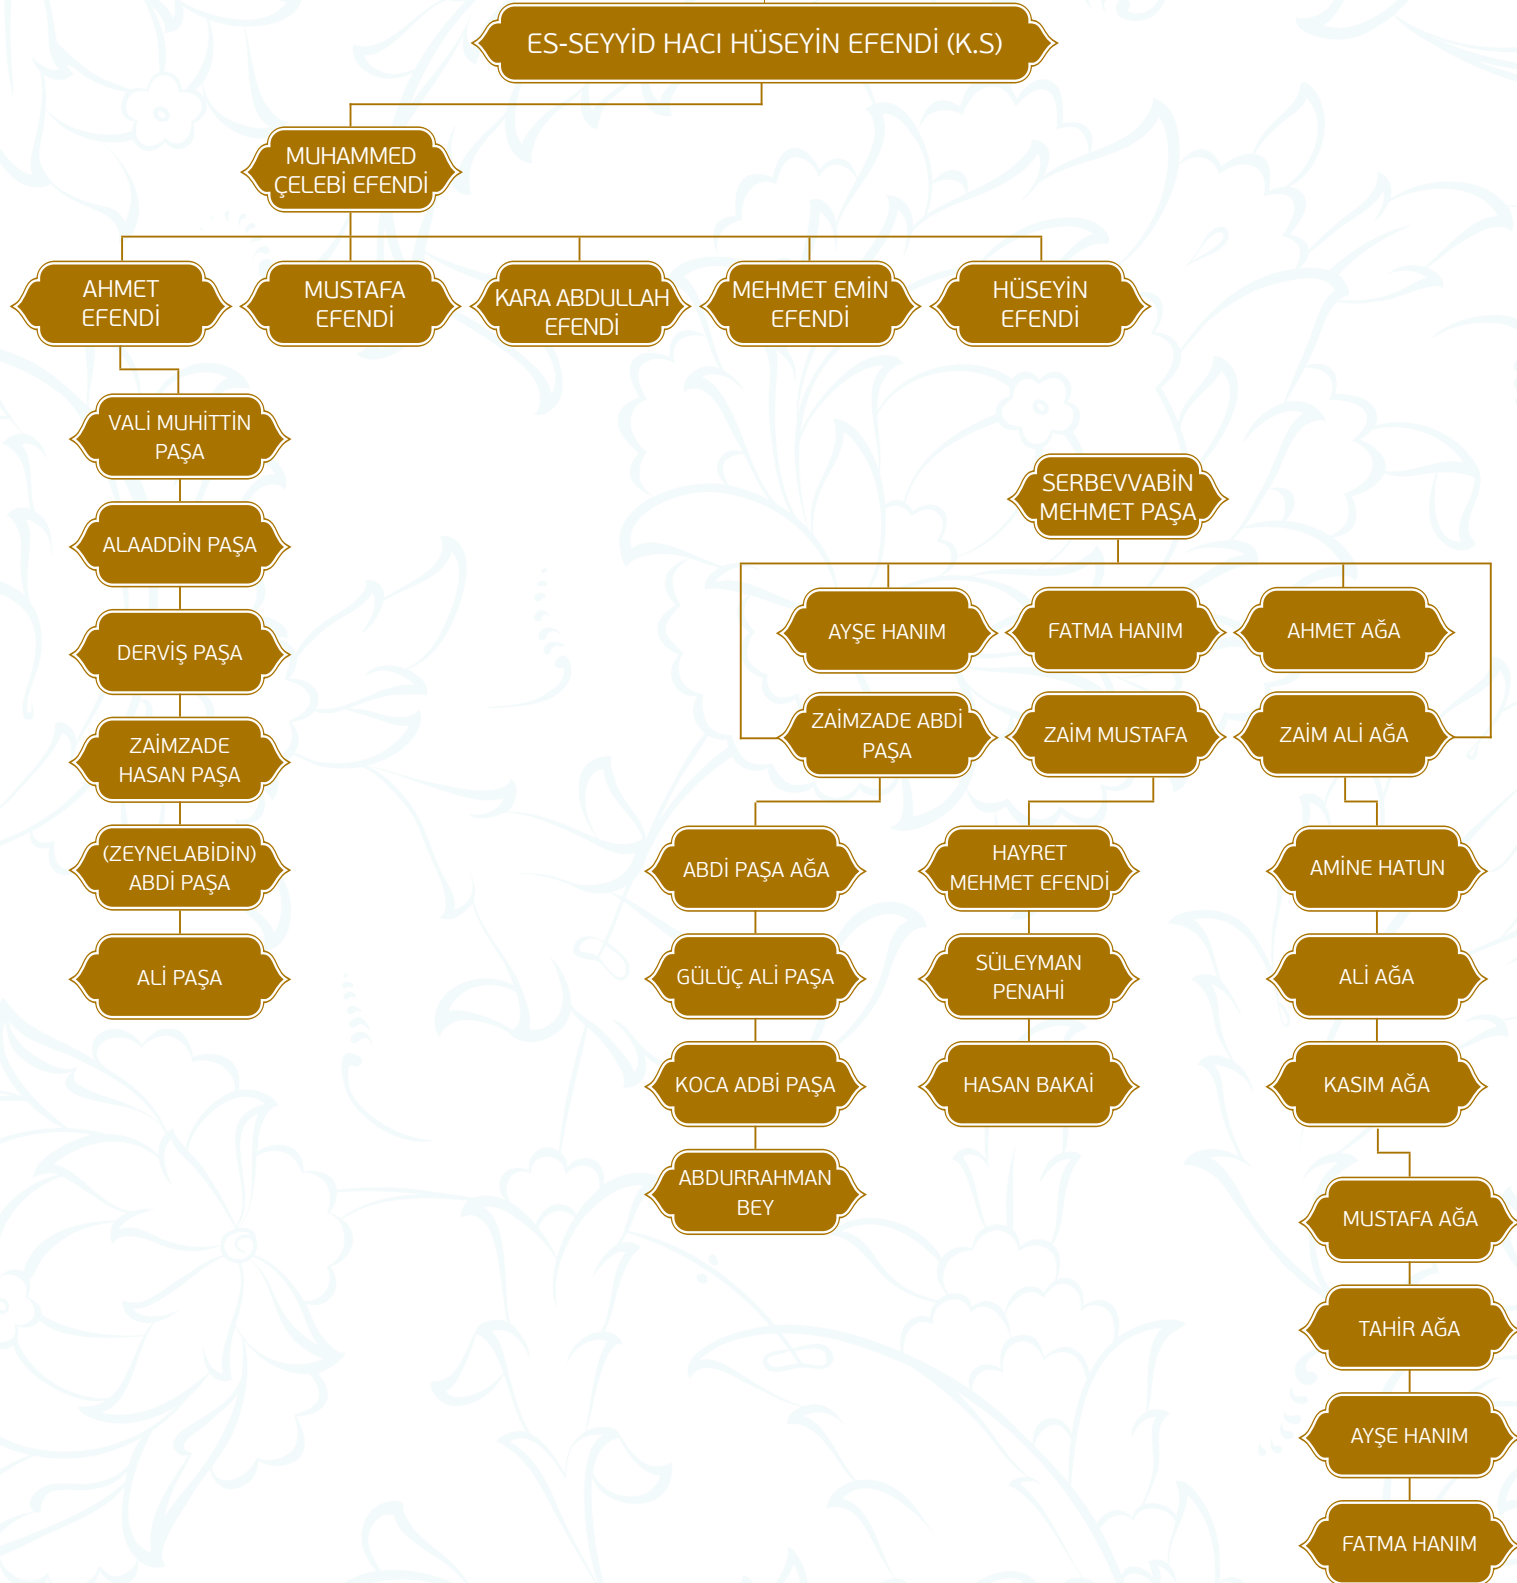 ES-SEYYİD HACI HÜSEYİN EFENDİ (K.S)
MUHAMMED
ÇELEBİ EFENDİ
AHMET
EFENDİ
MUSTAFA
EFENDİ
KARA ABDULLAH
EFENDİ
MEHMET EMİN
EFENDİ
HÜSEYİN
EFENDİ
VALİ MUHİTTİN
PAŞA
ALAADDİN PAŞA
DERVİŞ PAŞA
ZAİMZADE
HASAN PAŞA
(ZEYNELABİDİN)
ABDİ PAŞA
ALİ PAŞA
SERBEVVABİN
MEHMET PAŞA
AYŞE HANIM
FATMA HANIM
AHMET AĞA
ZAİMZADE ABDİ
PAŞA
ZAİM MUSTAFA
ZAİM ALİ AĞA
ABDİ PAŞA AĞA
GÜLÜÇ ALİ PAŞA
KOCA ADBİ PAŞA
ABDURRAHMAN
BEY
HAYRET
MEHMET EFENDİ
SÜLEYMAN
PENAHİ
HASAN BAKAİ
AMİNE HATUN
ALİ AĞA
KASIM AĞA
MUSTAFA AĞA
TAHİR AĞA
AYŞE HANIM
FATMA HANIM